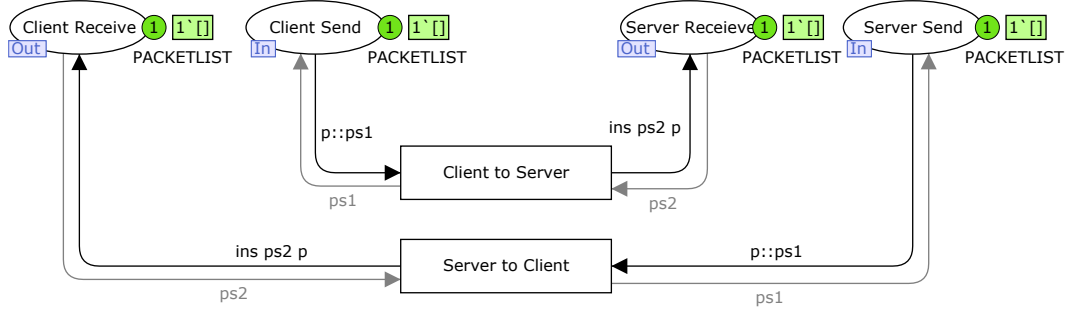 Client Receive 1 1`[]
Out
PACKETLIST
Client Send 1 1`[]
In
PACKETLIST
Server Receieve 1 1`[]
Out
PACKETLIST
Server Send 1 1`[]
In
PACKETLIST
p::ps1
ins ps2 p
Client to Server
ps1
ps2
ins ps2 p
p::ps1
Server to Client
ps2
ps1